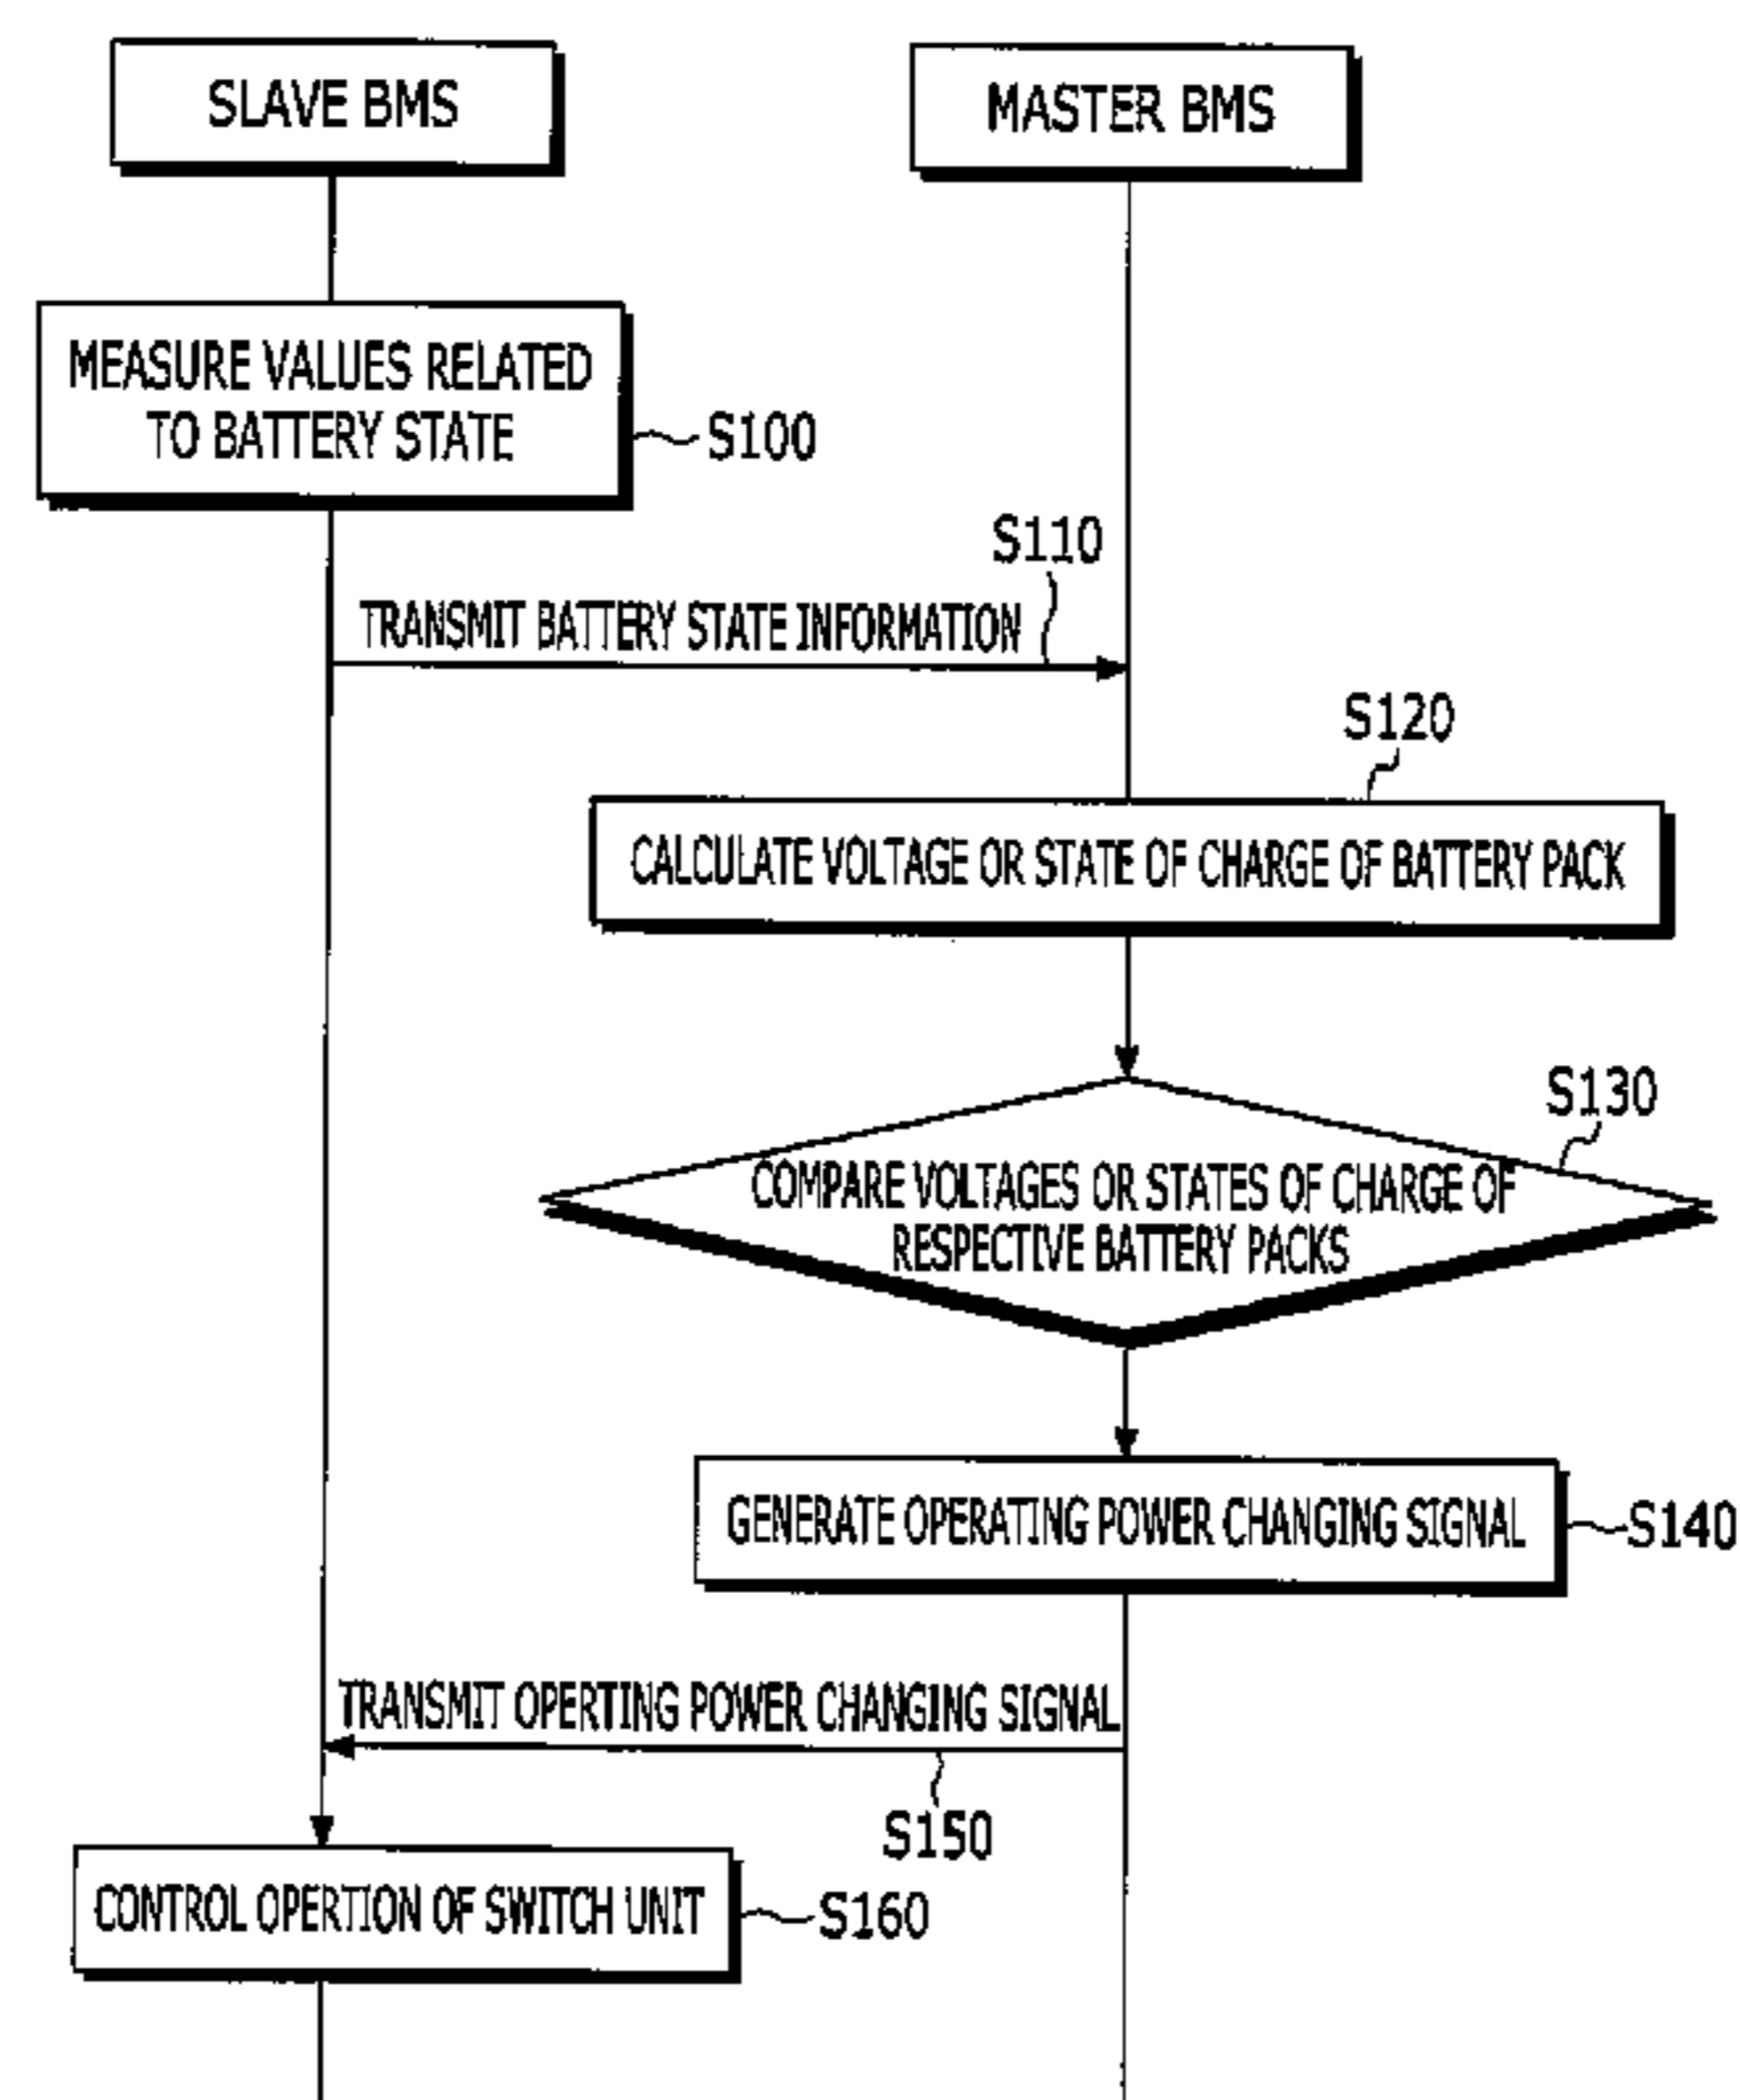 SLAVE BMS
MASTER BMS
MEASURE VALUES RELATED
TO BATTERY STATE
S100
S110
TRANSMIT BATTERY STATE INFORMATION
S120
CALCULATE VOLTAGE OR STATE OF CHARGE OF BATTERY PACK
S130
COMPARE VOLTAGES OR STATES OF CHARGE OF
RESPECTIVE BATTERY PACKS
GENERATE OPERATING POWER CHANGING SIGNAL
S140
TRANSMIT OPERTING POWER CHANGING SIGNAL
S150
CONTROL OPERTION OF SWITCH UNIT
S160